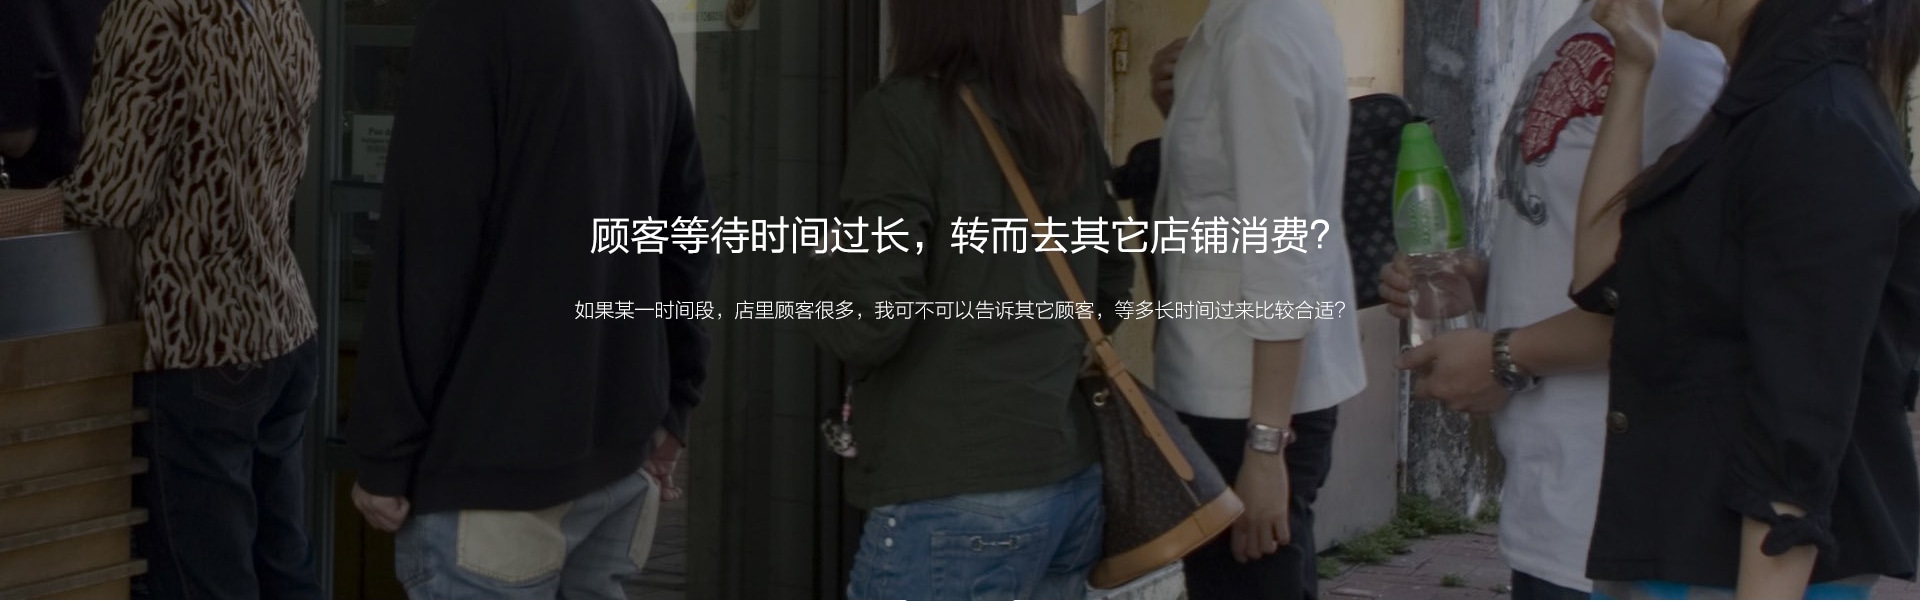 顾客等待时间过长，转而去其它店铺消费？
如果某一时间段，店里顾客很多，我可不可以告诉其它顾客，等多长时间过来比较合适？